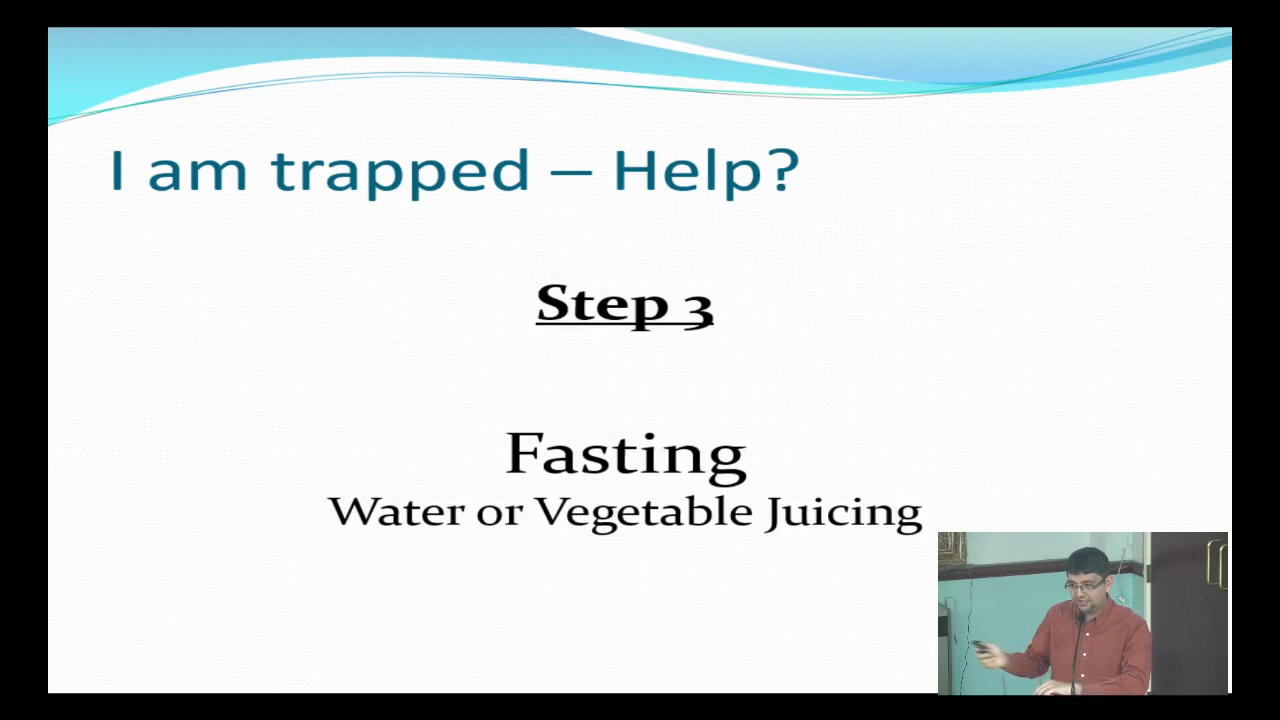 I am trapped – Help?
Step 3
Fasting
Water or Vegetable Juicing